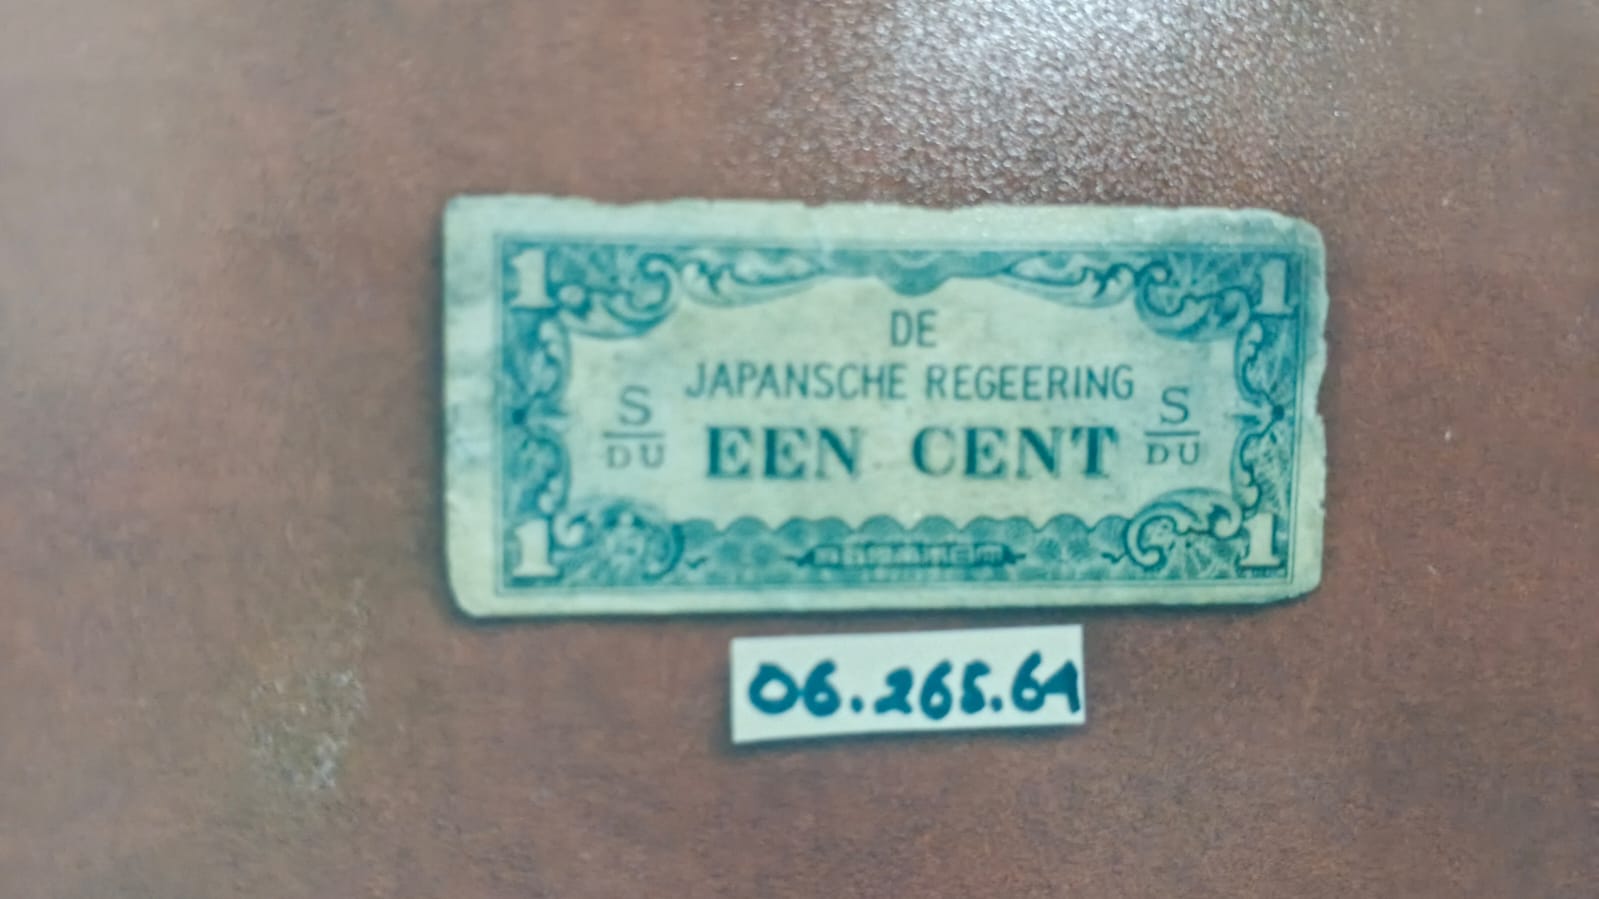 1 1
DE
JAPANSCHE REGEERING
S/DU EEN CENT S/DU
1 1
06.265.61